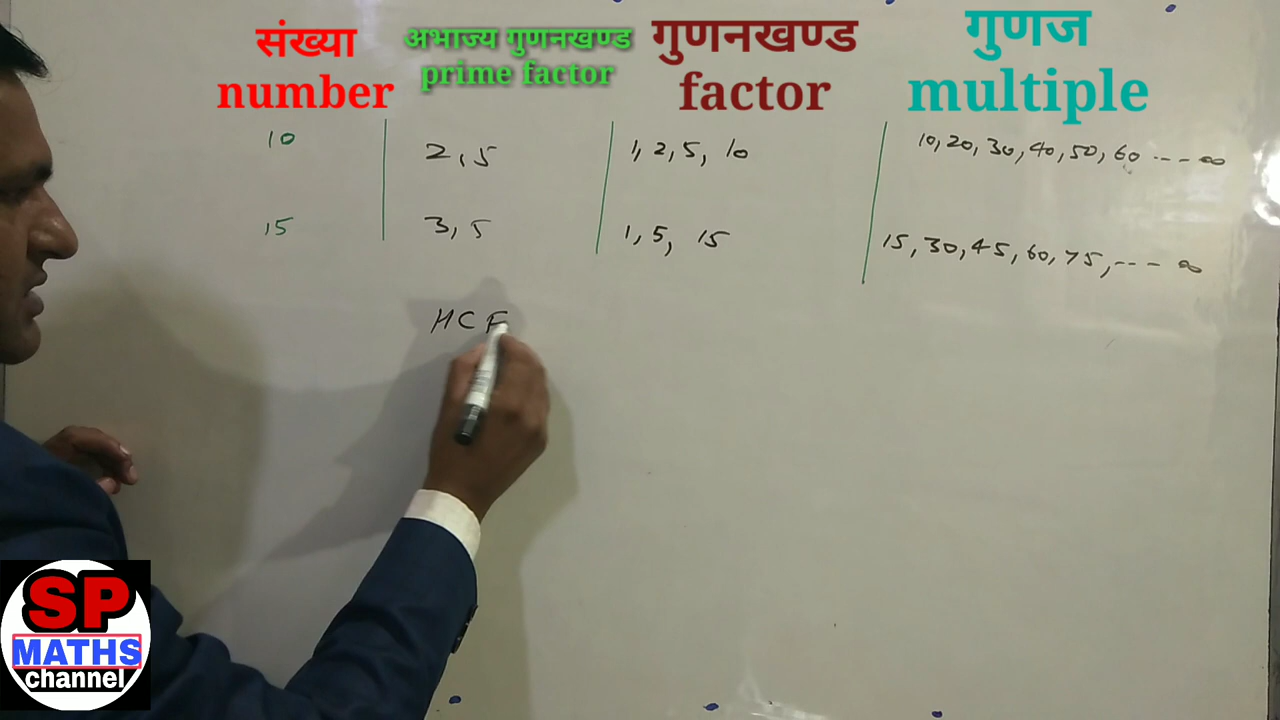 संख्या
number
अभाज्य गुणनखण्ड
prime factor
गुणनखण्ड
factor
गुणज
multiple
10
2, 5
1, 2, 5, 10
10, 20, 30, 40, 50, 60 ---- ∞
15
3, 5
1, 5, 15
15, 30, 45, 60, 75, --- ∞
HCF
SP
MATHS
channel